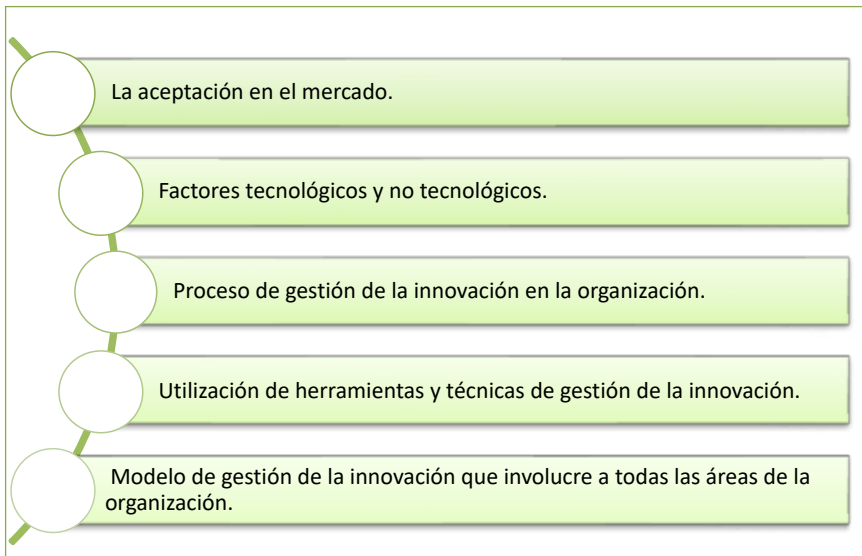 La aceptación en el mercado.
Factores tecnológicos y no tecnológicos.
Proceso de gestión de la innovación en la organización.
Utilización de herramientas y técnicas de gestión de la innovación.
Modelo de gestión de la innovación que involucre a todas las áreas de la
organización.